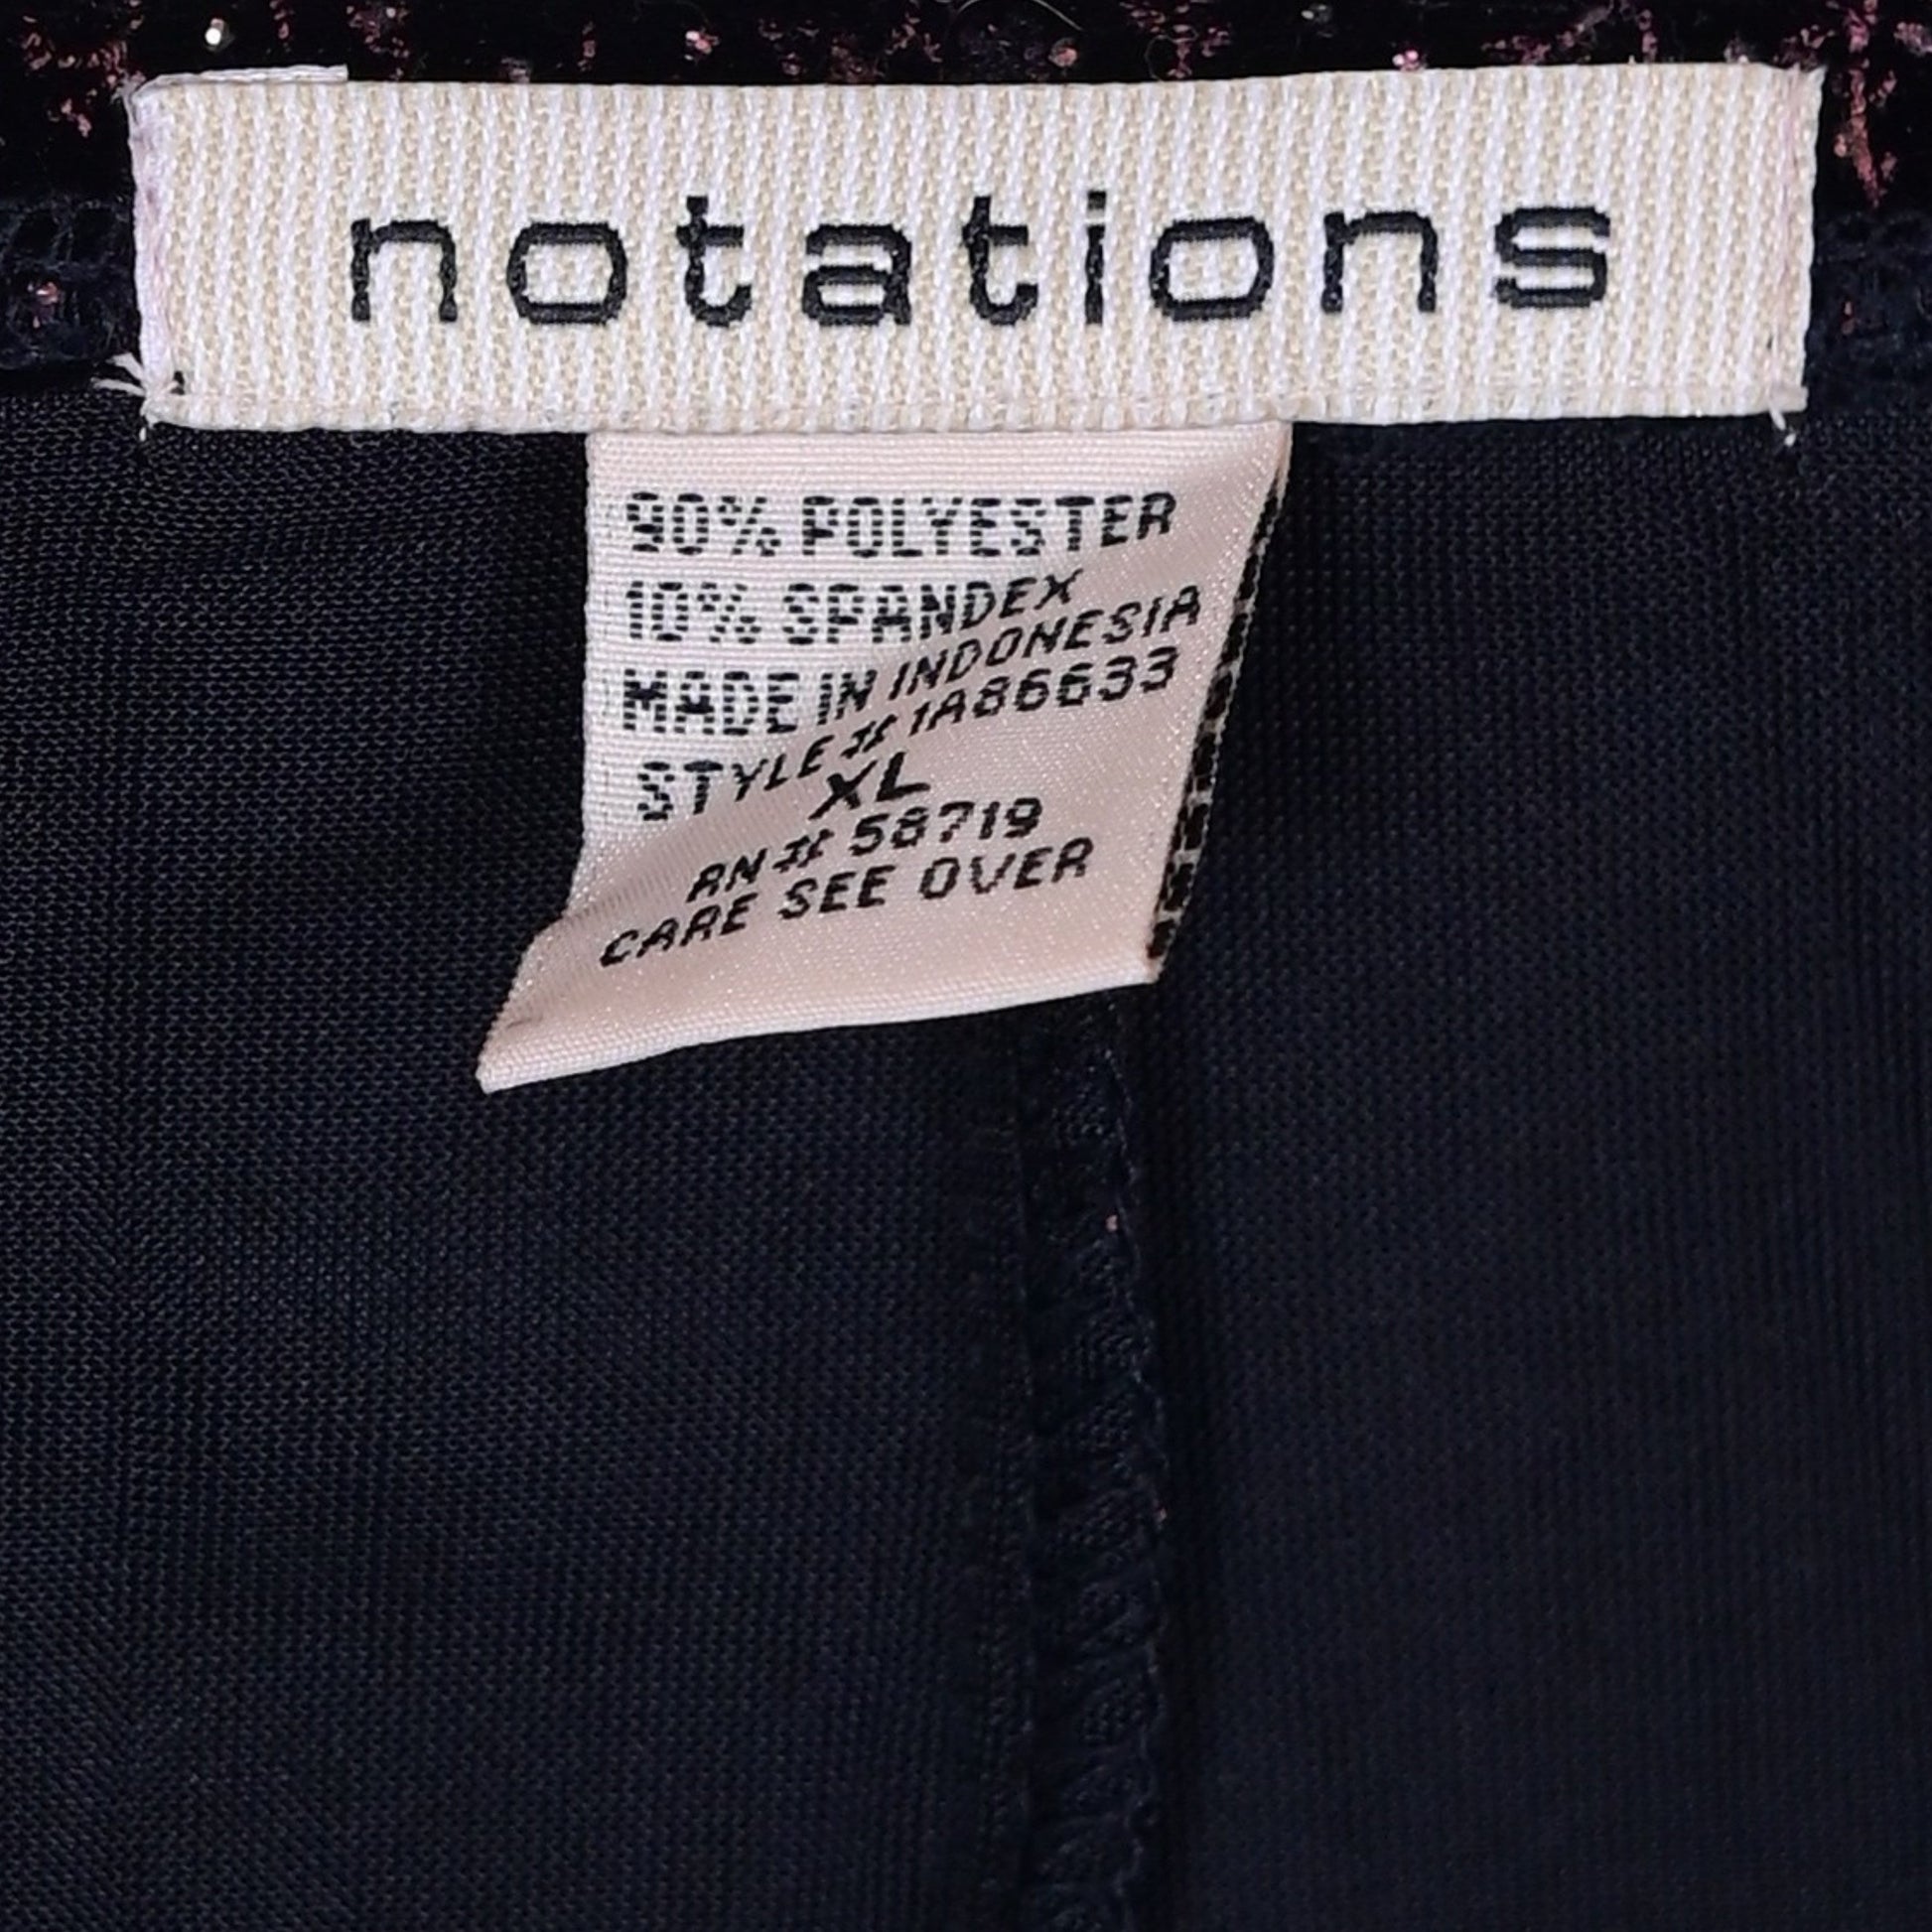 notations
90% POLYESTER
10% SPANDEX
MADE IN INDONESIA
STYLE# 1A86633
XL
RN# 58719
CARE SEE OVER